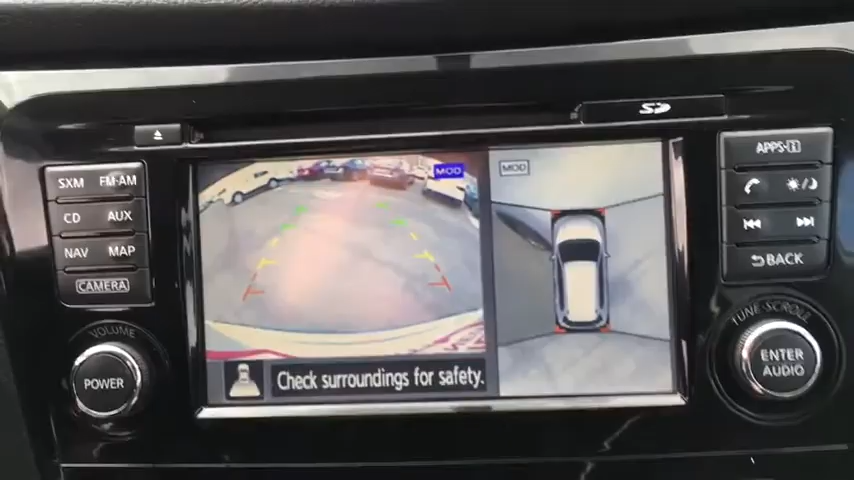 SD
SXM FM-AM
CD AUX
NAV MAP
CAMERA
VOLUME
POWER
MOD
MOD
Check surroundings for safety.
APPS•i
BACK
TUNE•SCROLL
ENTER
AUDIO